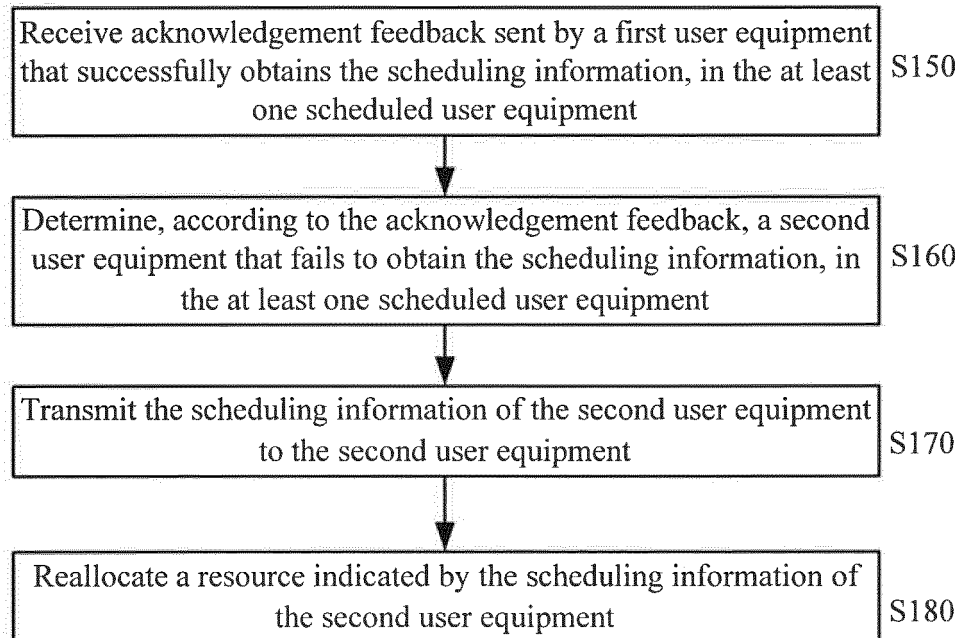 Receive acknowledgement feedback sent by a first user equipment
that successfully obtains the scheduling information, in the at least
one scheduled user equipment
S150
Determine, according to the acknowledgement feedback, a second
user equipment that fails to obtain the scheduling information, in
the at least one scheduled user equipment
S160
Transmit the scheduling information of the second user equipment
to the second user equipment
S170
Reallocate a resource indicated by the scheduling information of
the second user equipment
S180